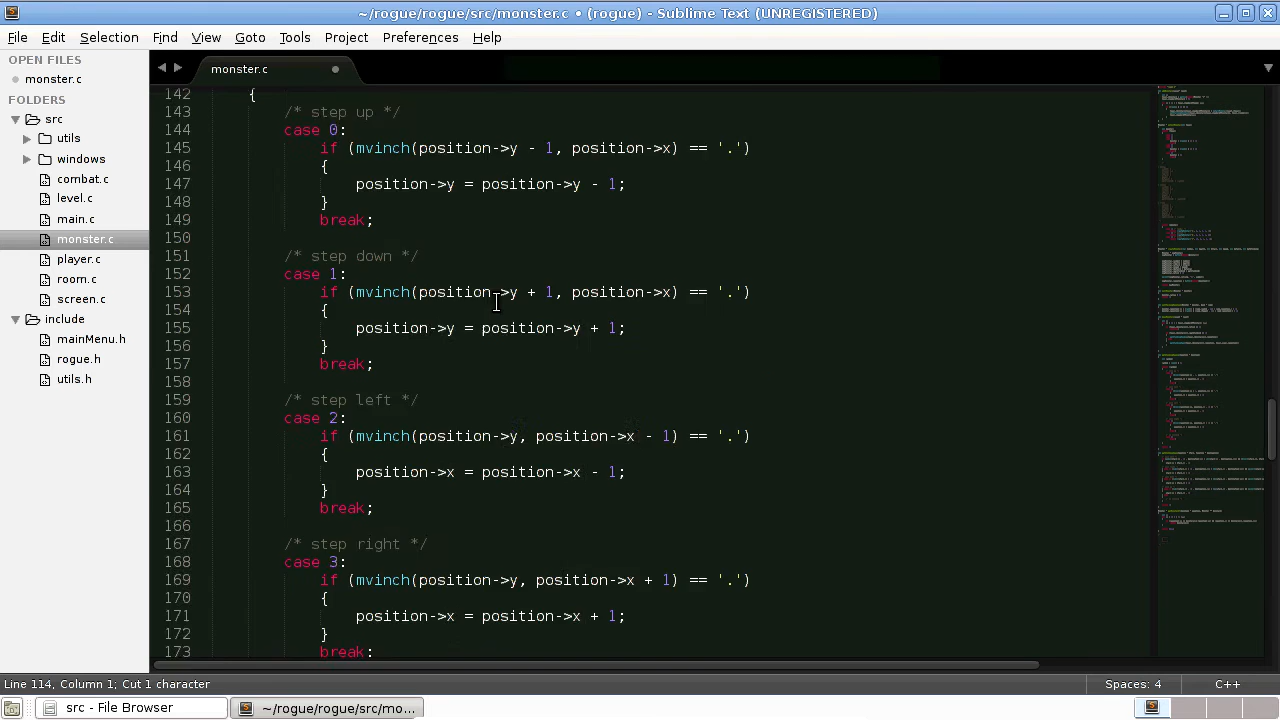 ~/rogue/rogue/src/monster.c • (rogue) - Sublime Text (UNREGISTERED)
File Edit Selection Find View Goto Tools Project Preferences Help
OPEN FILES
monster.c
FOLDERS
src
utils
windows
combat.c
level.c
main.c
monster.c
player.c
room.c
screen.c
include
mainMenu.h
rogue.h
utils.h
monster.c
142 {
143 /* step up */
144 case 0:
145 if (mvinch(position->y - 1, position->x) == '.')
146 {
147 position->y = position->y - 1;
148 }
149 break;
150
151 /* step down */
152 case 1:
153 if (mvinch(position->y + 1, position->x) == '.')
154 {
155 position->y = position->y + 1;
156 }
157 break;
158
159 /* step left */
160 case 2:
161 if (mvinch(position->y, position->x - 1) == '.')
162 {
163 position->x = position->x - 1;
164 }
165 break;
166
167 /* step right */
168 case 3:
169 if (mvinch(position->y, position->x + 1) == '.')
170 {
171 position->x = position->x + 1;
172 }
173 break;
Line 114, Column 1; Cut 1 character
Spaces: 4
C++
src - File Browser
~/rogue/rogue/src/mo...